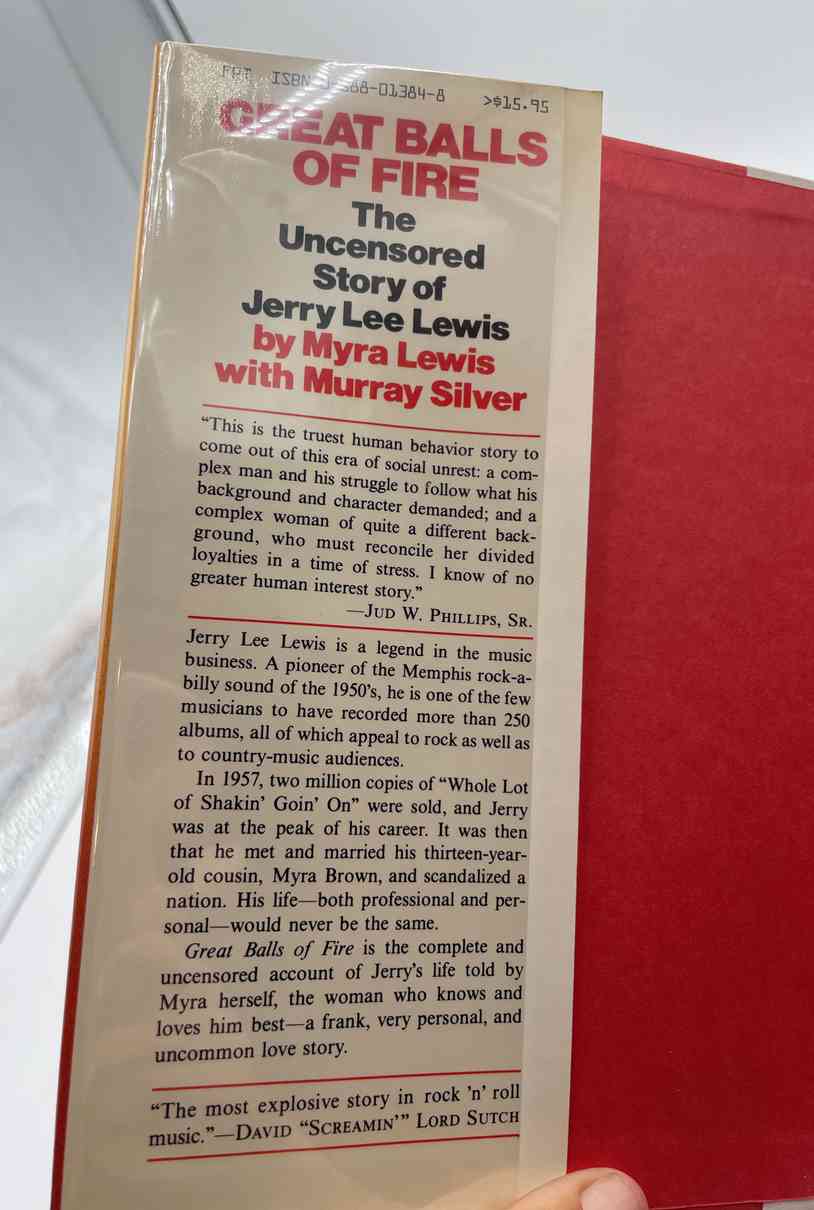 FPT ISBN 0-688-01384-8 >$15.95
GREAT BALLS
OF FIRE
The
Uncensored
Story of
Jerry Lee Lewis
by Myra Lewis
with Murray Silver
“This is the truest human behavior story to
come out of this era of social unrest: a com-
plex man and his struggle to follow what his
background and character demanded; and a
complex woman of quite a different back-
ground, who must reconcile her divided
loyalties in a time of stress. I know of no
greater human interest story.”
—JUD W. PHILLIPS, SR.
Jerry Lee Lewis is a legend in the music
business. A pioneer of the Memphis rock-a-
billy sound of the 1950’s, he is one of the few
musicians to have recorded more than 250
albums, all of which appeal to rock as well as
to country-music audiences.
In 1957, two million copies of “Whole Lot
of Shakin’ Goin’ On” were sold, and Jerry
was at the peak of his career. It was then
that he met and married his thirteen-year-
old cousin, Myra Brown, and scandalized a
nation. His life—both professional and per-
sonal—would never be the same.
Great Balls of Fire is the complete and
uncensored account of Jerry’s life told by
Myra herself, the woman who knows and
loves him best—a frank, very personal, and
uncommon love story.
“The most explosive story in rock ’n’ roll
music.”—DAVID “SCREAMIN’” LORD SUTCH